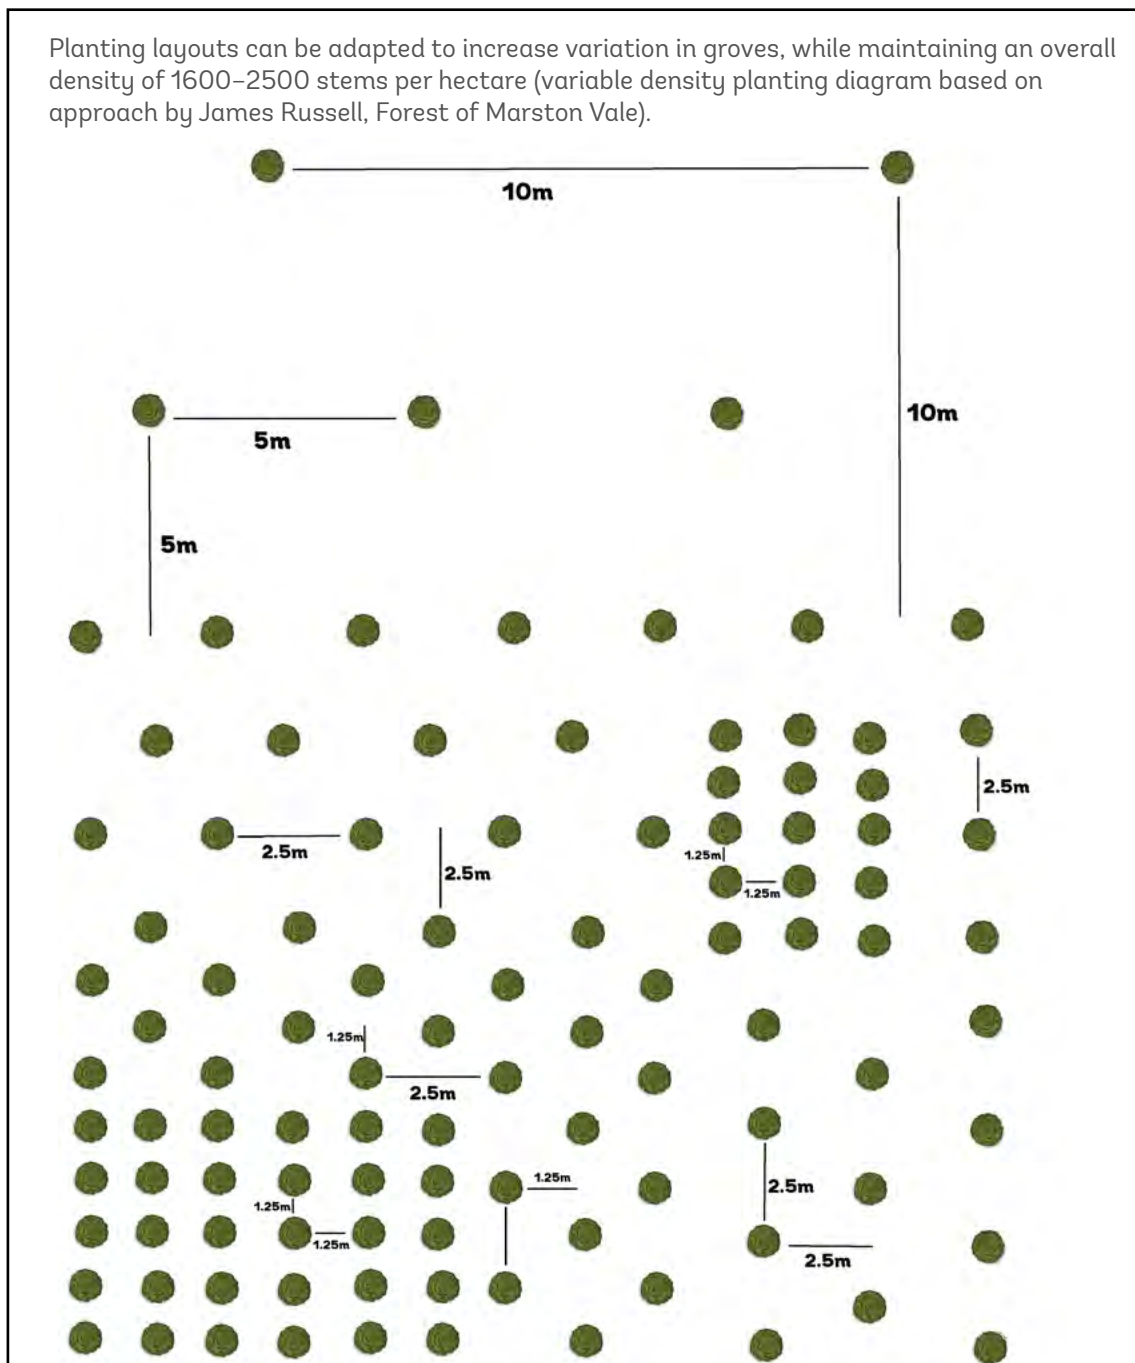 Planting layouts can be adapted to increase variation in groves, while maintaining an overall
density of 1600–2500 stems per hectare (variable density planting diagram based on
approach by James Russell, Forest of Marston Vale).
10m
10m
5m
5m
2.5m
2.5m
2.5m
1.25m
1.25m
1.25m
2.5m
1.25m
2.5m
1.25m
1.25m
2.5m